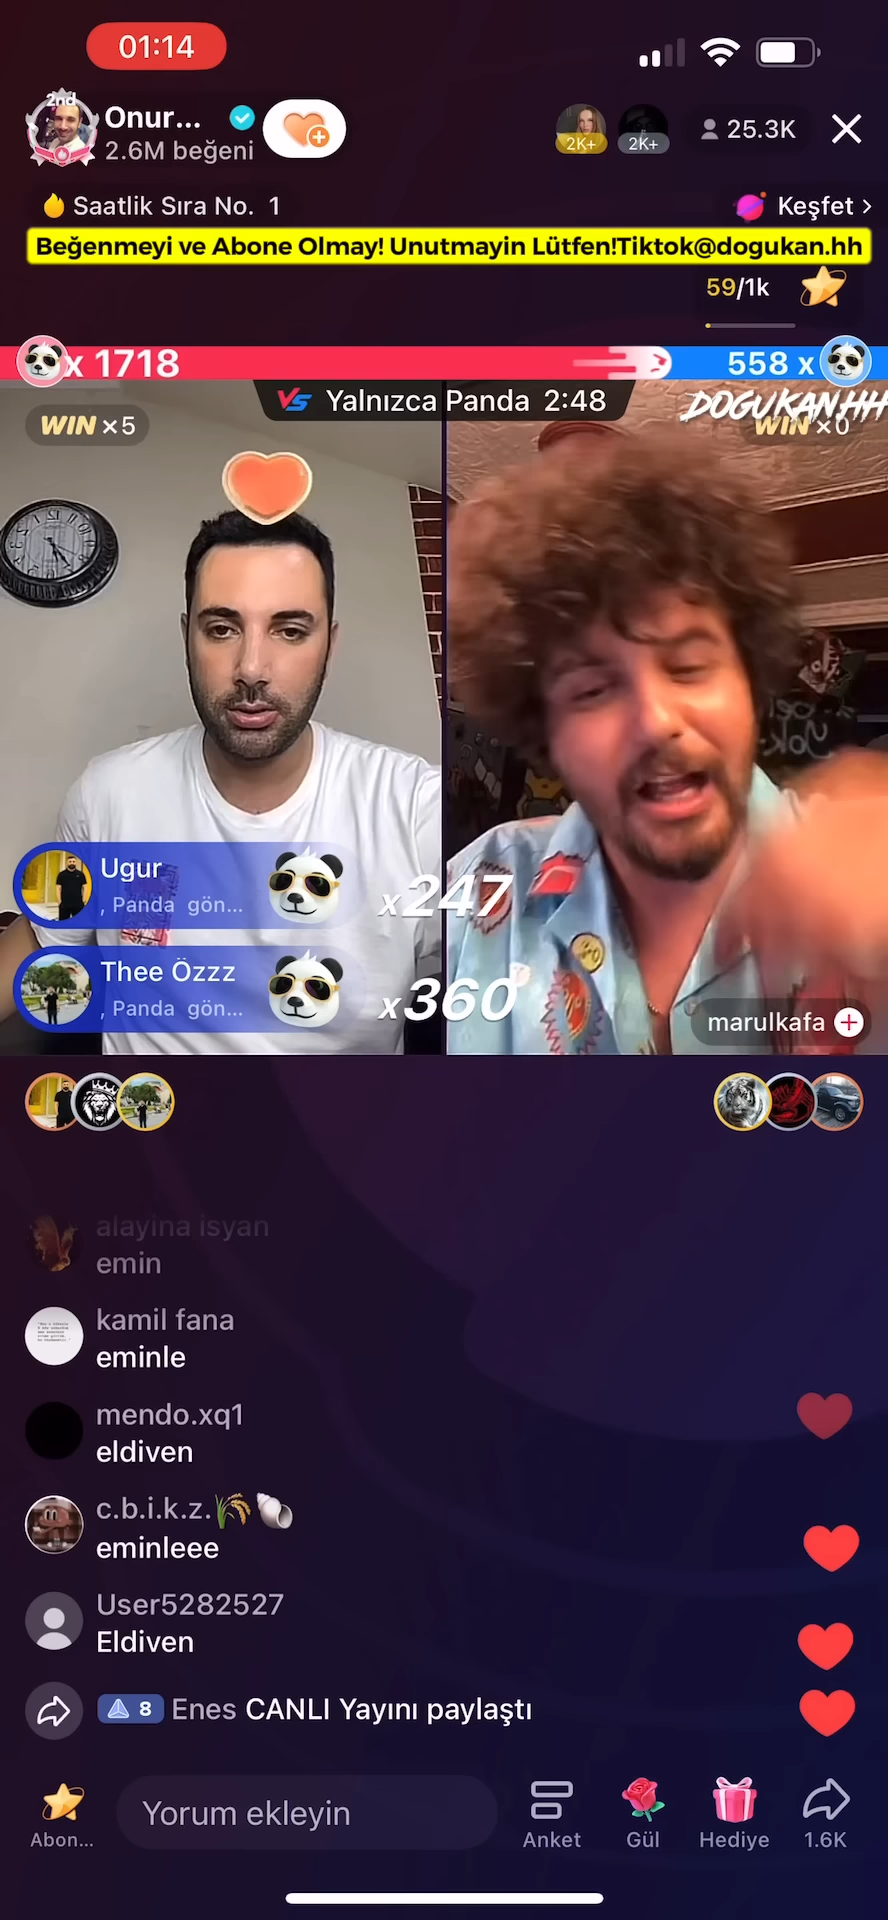 01:14
2nd
Onur...
2.6M beğeni
2K+
2K+
25.3K
Saatlik Sıra No. 1
Keşfet
Beğenmeyi ve Abone Olmay! Unutmayin Lütfen!Tiktok@dogukan.hh
59/1k
x 1718
558 x
VS Yalnızca Panda 2:48
DOGUKAN.HH
WIN x5
WIN x0
Ugur
, Panda gön...
x247
Thee Özzz
, Panda gön...
x360
marulkafa
alayina isyan
emin
kamil fana
eminle
mendo.xq1
eldiven
c.b.i.k.z.
eminleee
User5282527
Eldiven
8 Enes CANLI Yayını paylaştı
Yorum ekleyin
Abon...
Anket
Gül
Hediye
1.6K